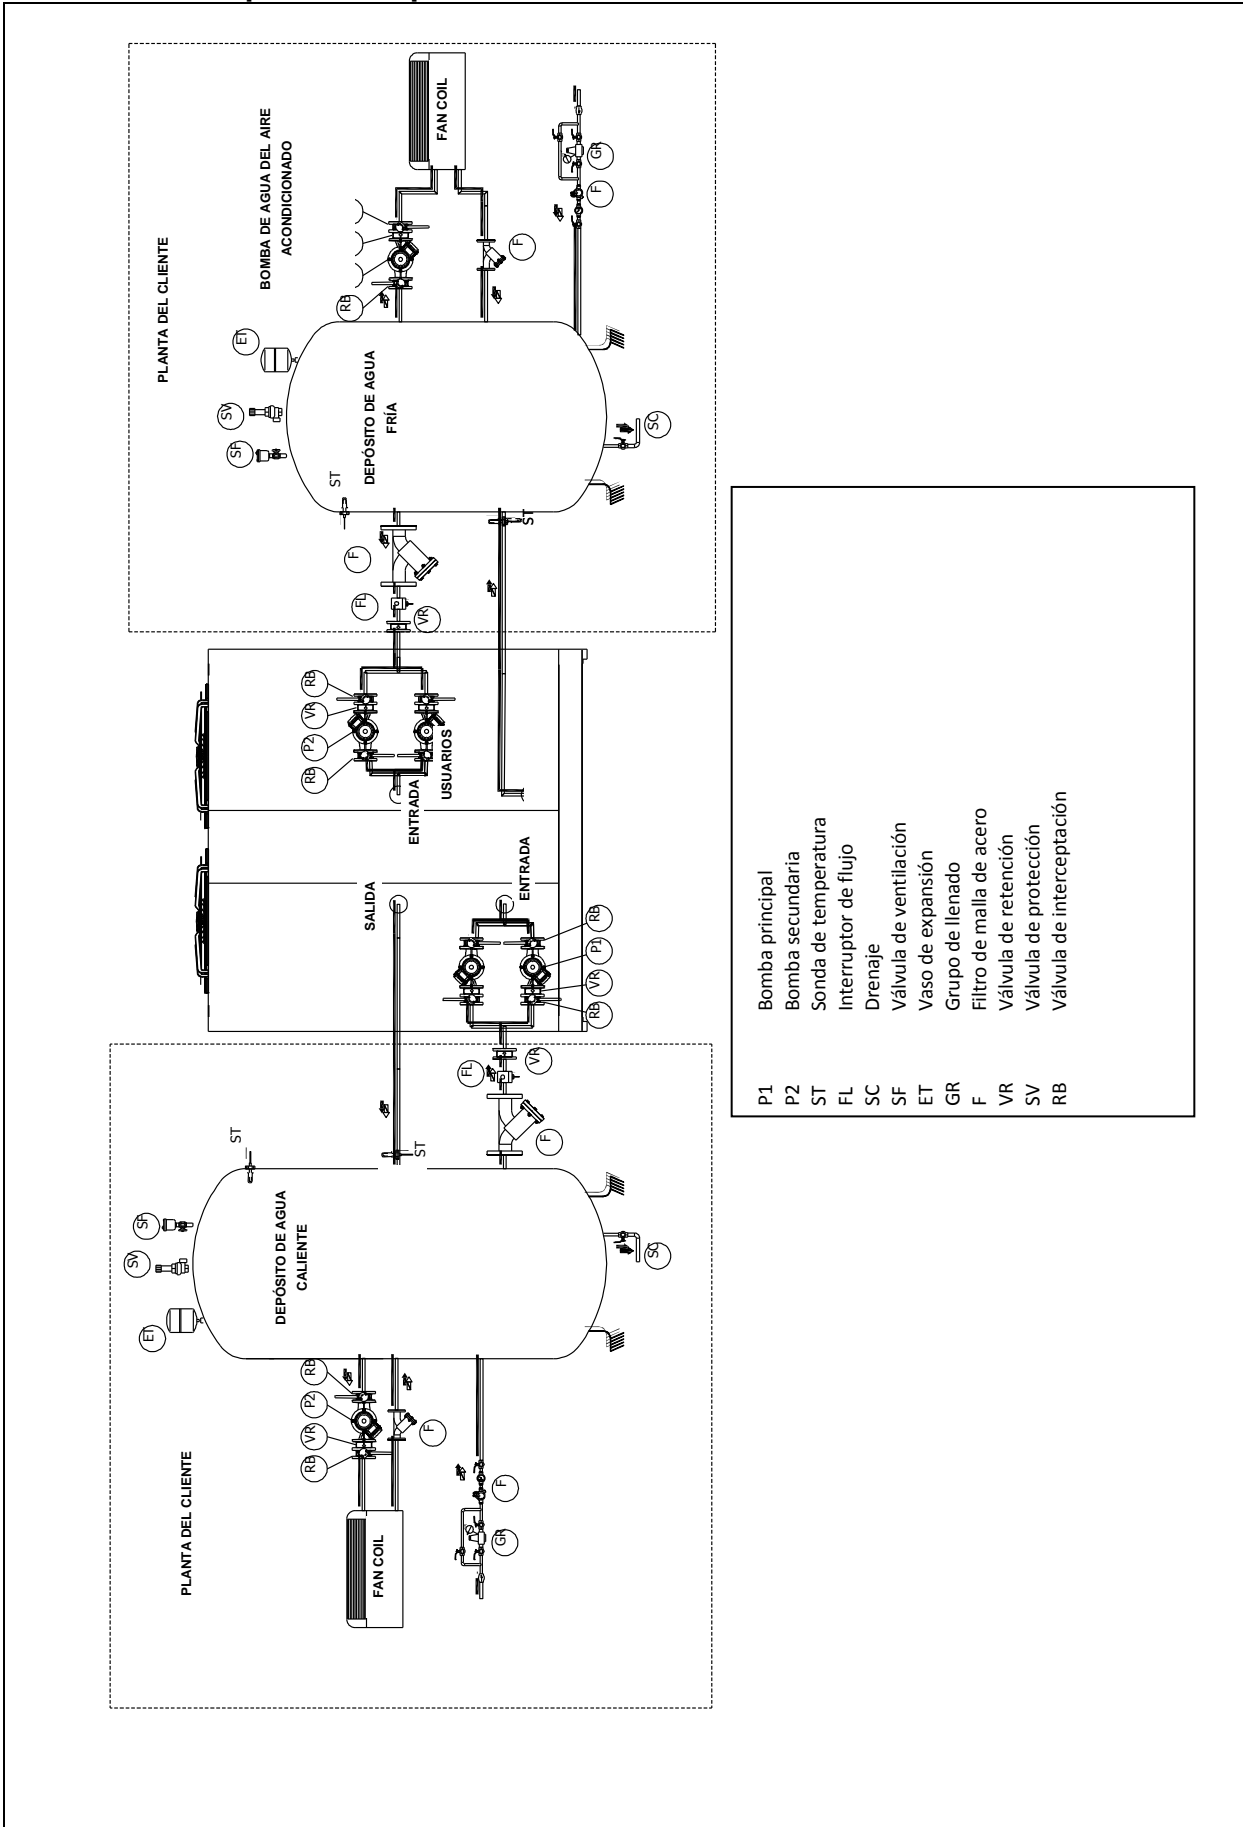 PLANTA DEL CLIENTE
BOMBA DE AGUA DEL AIRE
ACONDICIONADO
FAN COIL
GR
F
F
RB
ET
SV
SF
ST
DEPÓSITO DE AGUA
FRÍA
SC
ST
F
FL
VR
RB
VR
P2
RB
USUARIOS
ENTRADA
SALIDA
ENTRADA
RB
P1
VR
RB
VR
FL
F
ST
ST
SF
SV
ET
DEPÓSITO DE AGUA
CALIENTE
SC
RB
P2
VR
RB
F
F
GR
FAN COIL
PLANTA DEL CLIENTE
P1 Bomba principal
P2 Bomba secundaria
ST Sonda de temperatura
FL Interruptor de flujo
SC Drenaje
SF Válvula de ventilación
ET Vaso de expansión
GR Grupo de llenado
F Filtro de malla de acero
VR Válvula de retención
SV Válvula de protección
RB Válvula de interceptación